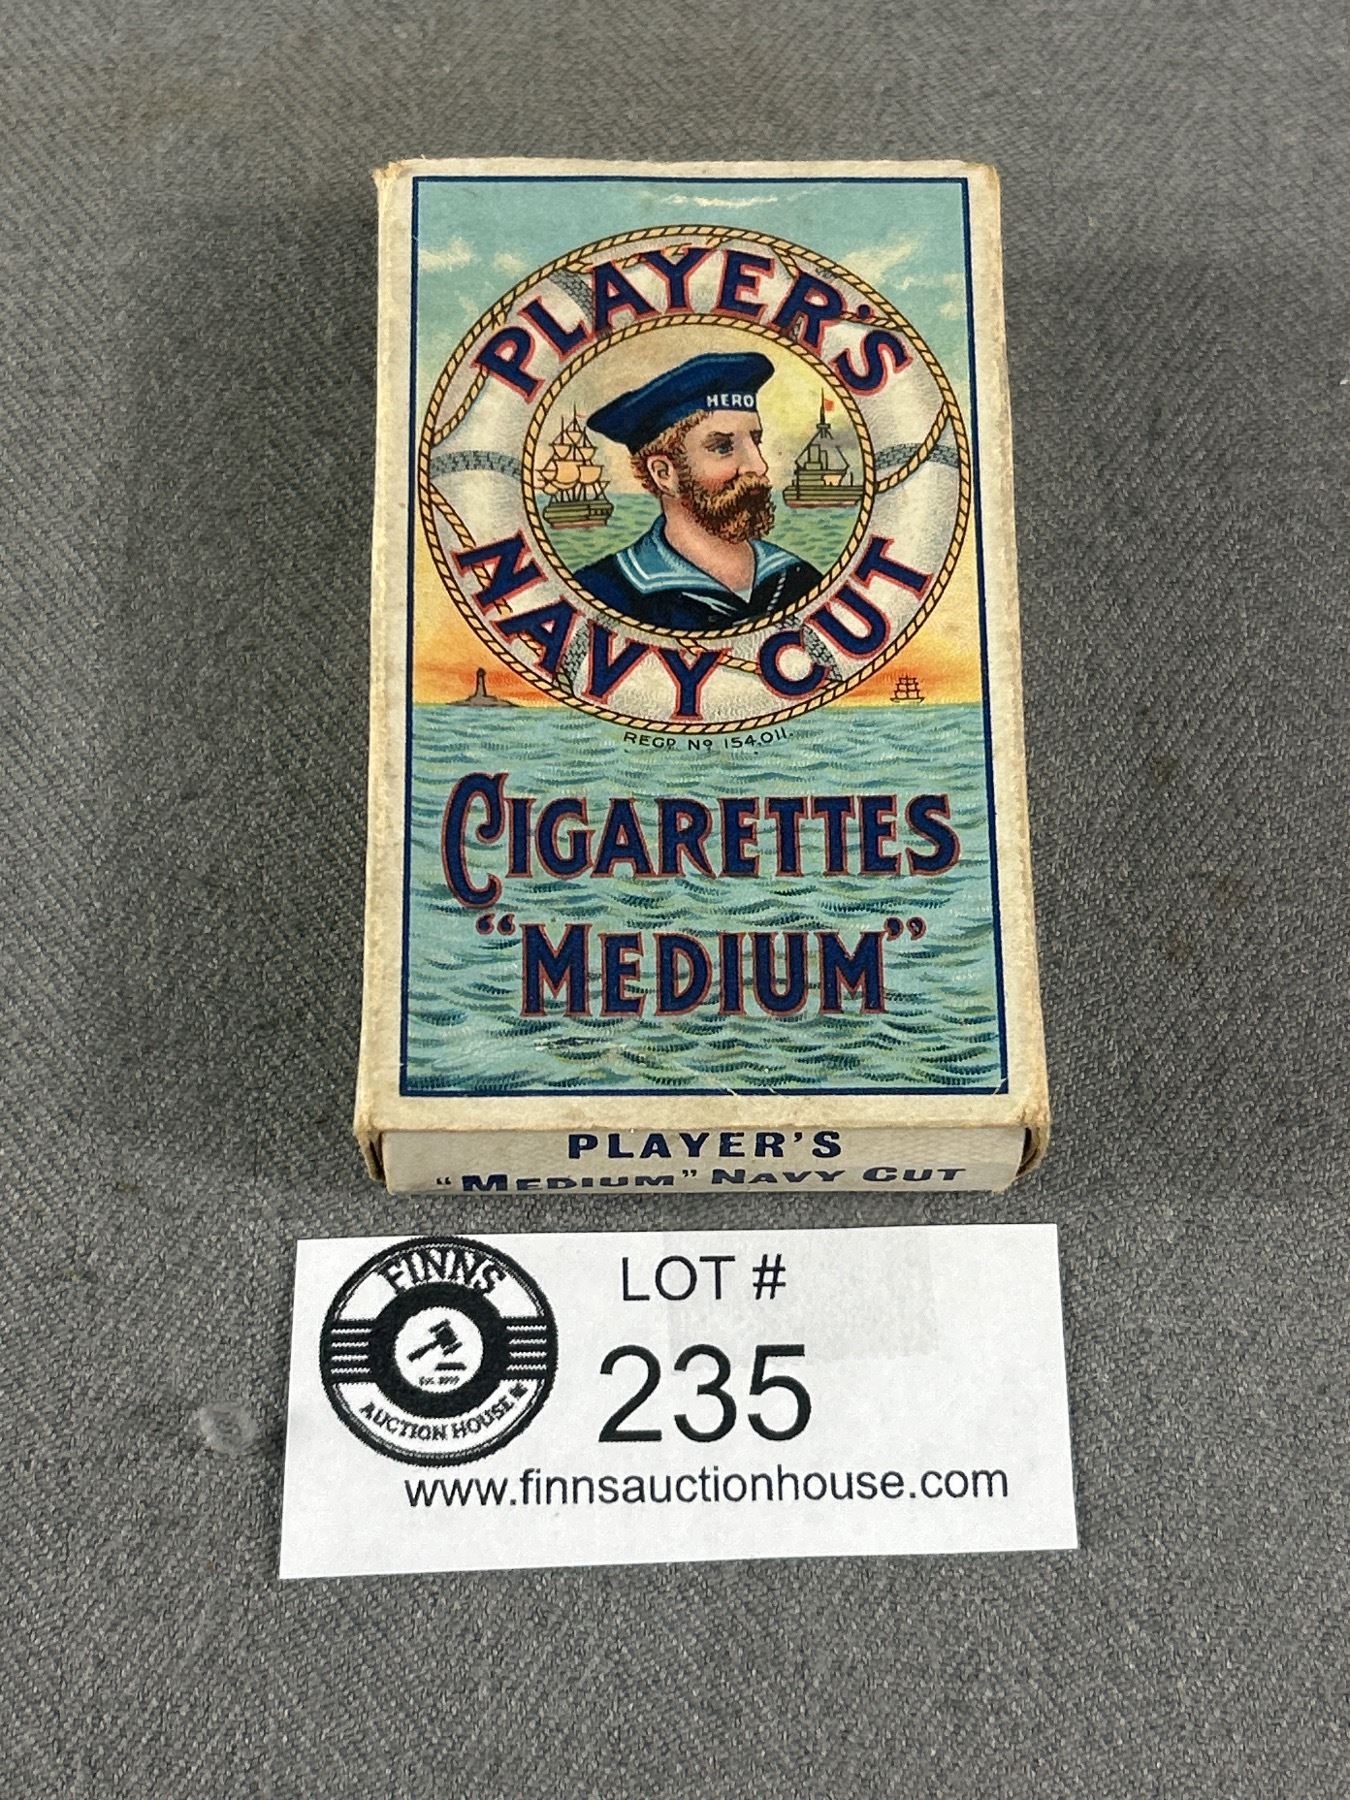 PLAYER'S
HERO
NAVY CUT
REGD. No 154,011.
CIGARETTES
"MEDIUM"
PLAYER'S
"MEDIUM" NAVY CUT
FINNS
AUCTION HOUSE
LOT #
235
www.finnsauctionhouse.com